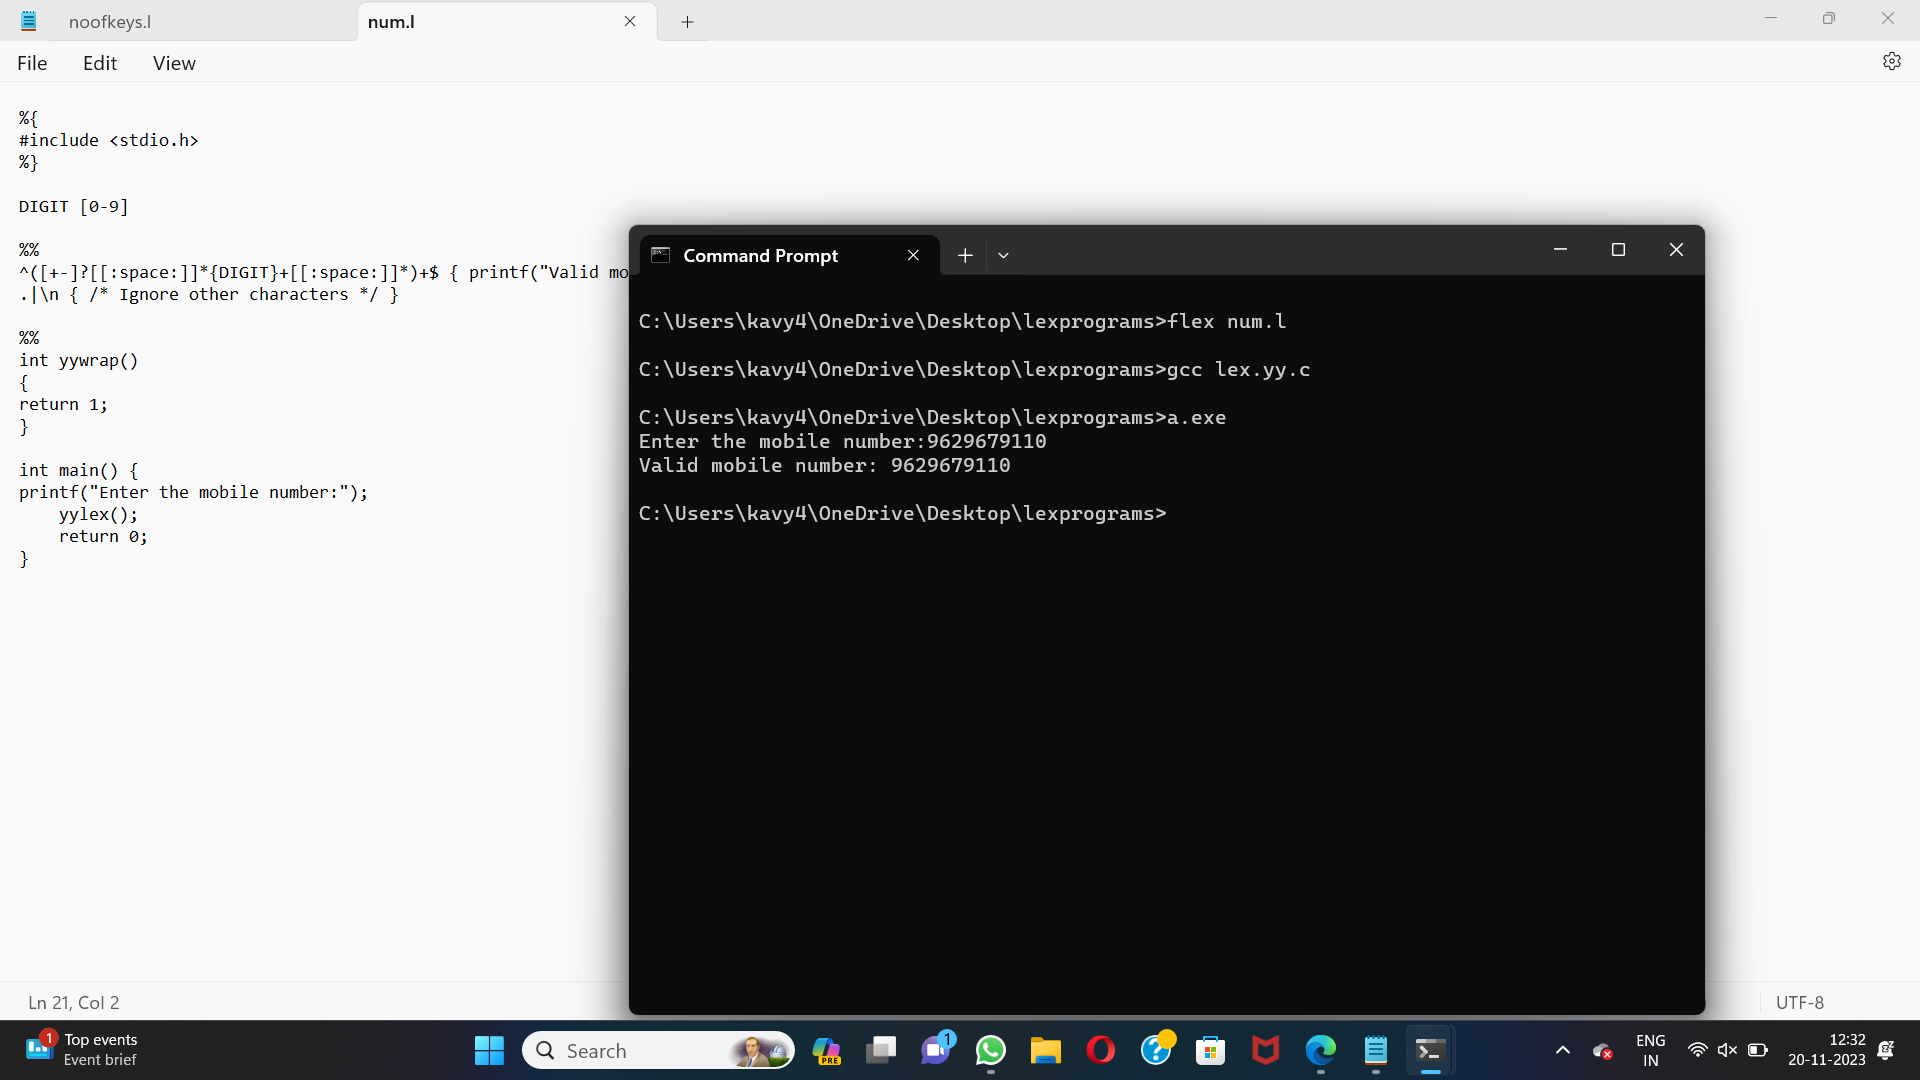 noofkeys.l
num.l
File Edit View
%{
#include <stdio.h>
%}
DIGIT [0-9]
%%
^([+-]?[[:space:]]*{DIGIT}+[[:space:]]*)+$ { printf("Valid mo
.|\n { /* Ignore other characters */ }
%%
int yywrap()
{
return 1;
}
int main() {
printf("Enter the mobile number:");
yylex();
return 0;
}
Ln 21, Col 2
UTF-8
Command Prompt
C:\Users\kavy4\OneDrive\Desktop\lexprograms>flex num.l
C:\Users\kavy4\OneDrive\Desktop\lexprograms>gcc lex.yy.c
C:\Users\kavy4\OneDrive\Desktop\lexprograms>a.exe
Enter the mobile number:9629679110
Valid mobile number: 9629679110
C:\Users\kavy4\OneDrive\Desktop\lexprograms>
1
Top events
Event brief
Search
PRE
1
ENG
IN
12:32
20-11-2023